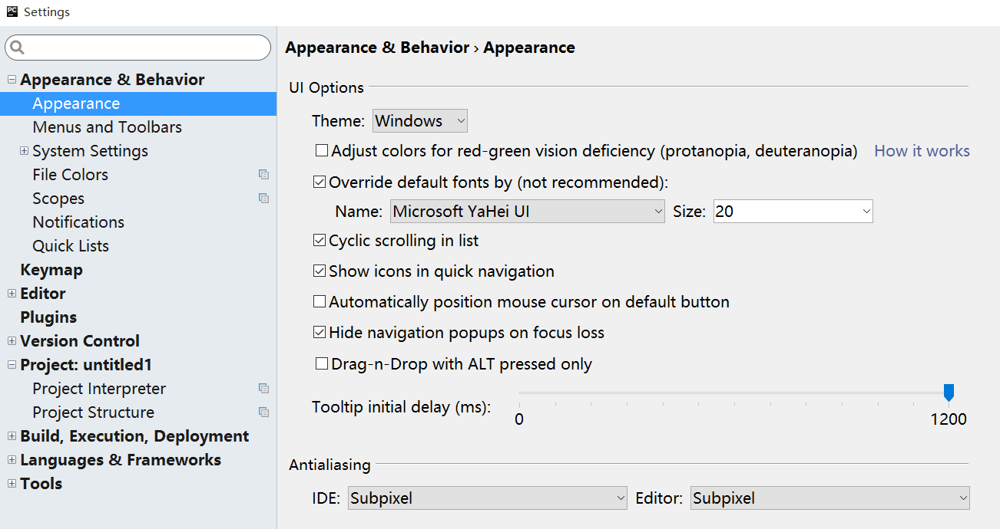 PC Settings
Appearance & Behavior
Appearance
Menus and Toolbars
System Settings
File Colors
Scopes
Notifications
Quick Lists
Keymap
Editor
Plugins
Version Control
Project: untitled1
Project Interpreter
Project Structure
Build, Execution, Deployment
Languages & Frameworks
Tools
Appearance & Behavior › Appearance
UI Options
Theme: Windows
Adjust colors for red-green vision deficiency (protanopia, deuteranopia) How it works
Override default fonts by (not recommended):
Name: Microsoft YaHei UI Size: 20
Cyclic scrolling in list
Show icons in quick navigation
Automatically position mouse cursor on default button
Hide navigation popups on focus loss
Drag-n-Drop with ALT pressed only
Tooltip initial delay (ms):
0 1200
Antialiasing
IDE: Subpixel Editor: Subpixel